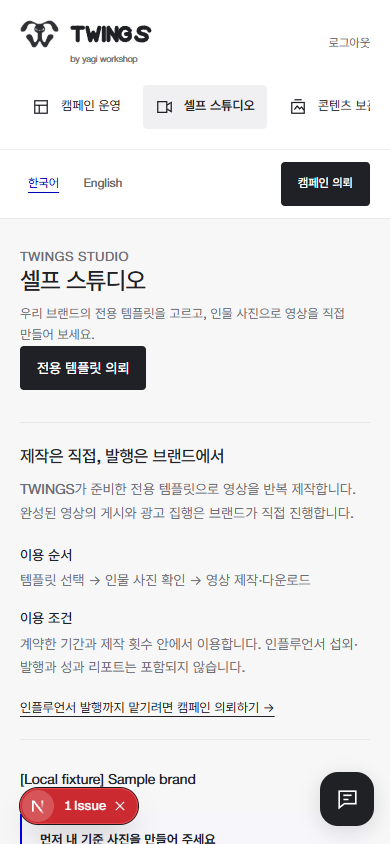 TWINGS
by yagi workshop
로그아웃
캠페인 운영
셀프 스튜디오
콘텐츠
한국어
English
캠페인 의뢰
TWINGS STUDIO
셀프 스튜디오
우리 브랜드의 전용 템플릿을 고르고, 인물 사진으로 영상을 직접
만들어 보세요.
전용 템플릿 의뢰
제작은 직접, 발행은 브랜드에서
TWINGS가 준비한 전용 템플릿으로 영상을 반복 제작합니다.
완성된 영상의 게시와 광고 집행은 브랜드가 직접 진행합니다.
이용 순서
템플릿 선택 → 인물 사진 확인 → 영상 제작·다운로드
이용 조건
계약한 기간과 제작 횟수 안에서 이용합니다. 인플루언서 섭외·
발행과 성과 리포트는 포함되지 않습니다.
인플루언서 발행까지 맡기려면 캠페인 의뢰하기 →
[Local fixture] Sample brand
N 1 Issue ×
먼저 내 기준 사진을 만들어 주세요